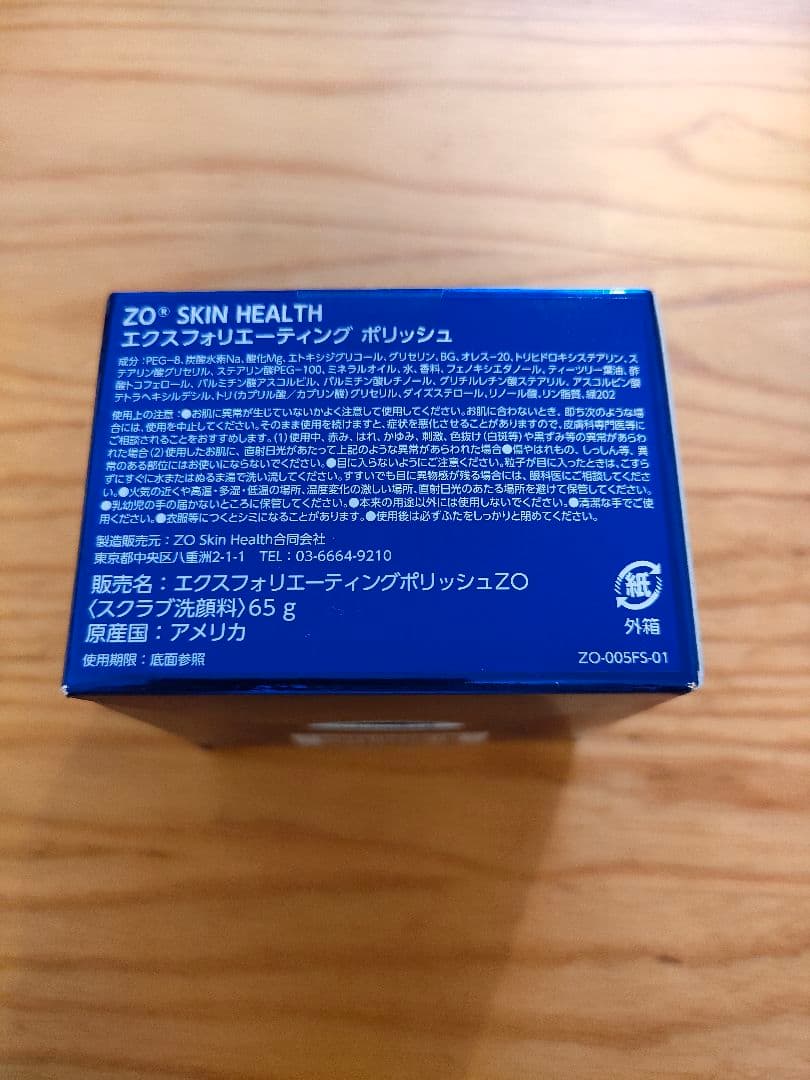 ZO® SKIN HEALTH
エクスフォリエーティング ポリッシュ
成分：PEG-8、炭酸水素Na、酸化Mg、エトキシジグリコール、グリセリン、BG、オレス-20、トリヒドロキシステアリン、ス
テアリン酸グリセリル、ステアリン酸PEG-100、ミネラルオイル、水、香料、フェノキシエタノール、ティーツリー葉油、酢
酸トコフェロール、パルミチン酸アスコルビル、パルミチン酸レチノール、グリチルレチン酸ステアリル、アスコルビン酸
テトラヘキシルデシル、トリ（カプリル酸／カプリン酸）グリセリル、ダイズステロール、リノール酸、リン脂質、緑202
使用上の注意：●お肌に異常が生じていないかよく注意して使用してください。お肌に合わないとき、即ち次のような場
合には、使用を中止してください。そのまま使用を続けますと、症状を悪化させることがありますので、皮膚科専門医等に
ご相談されることをおすすめします。(1)使用中、赤み、はれ、かゆみ、刺激、色抜け(白斑等)や黒ずみ等の異常があらわ
れた場合(2)使用したお肌に、直射日光があたって上記のような異常があらわれた場合●傷やはれもの、しっしん等、異
常のある部位にはお使いにならないでください。●目に入らないようにご注意ください。粒子が目に入ったときは、こすら
ずにすぐに水またはぬるま湯で洗い流してください。すすいでも目に異物感が残る場合には、眼科医にご相談してくださ
い。●火気の近くや高温・多湿・低温の場所、温度変化の激しい場所、直射日光のあたる場所を避けて保管してください。
●乳幼児の手の届かないところに保管してください。●本来の用途以外には使用しないでください。●清潔な手でご使
用ください。●衣服等につくとシミになることがあります。●使用後は必ずふたをしっかりと閉めてください。
製造販売元：ZO Skin Health合同会社
東京都中央区八重洲2-1-1 TEL：03-6664-9210
販売名：エクスフォリエーティングポリッシュZO
〈スクラブ洗顔料〉65 g
原産国：アメリカ
使用期限：底面参照
紙
外箱
ZO-005FS-01